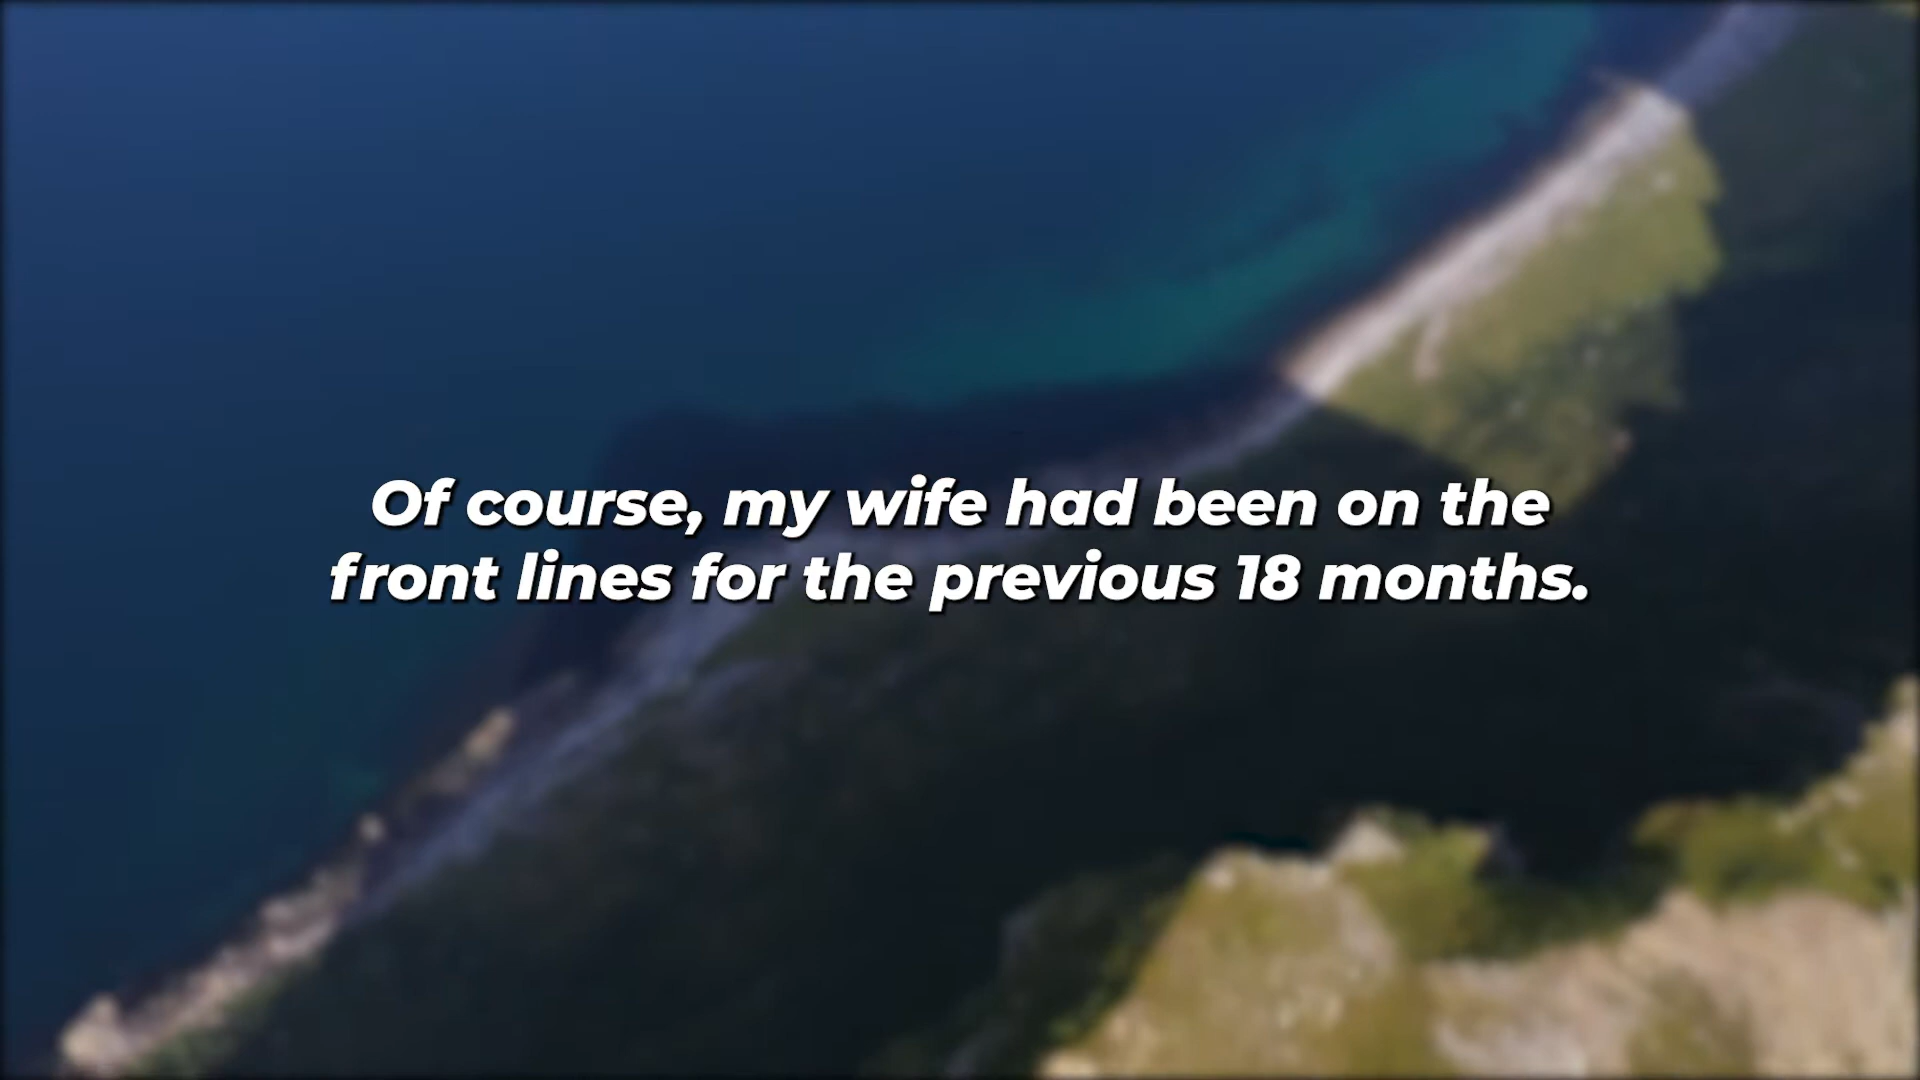 Of course, my wife had been on the
front lines for the previous 18 months.